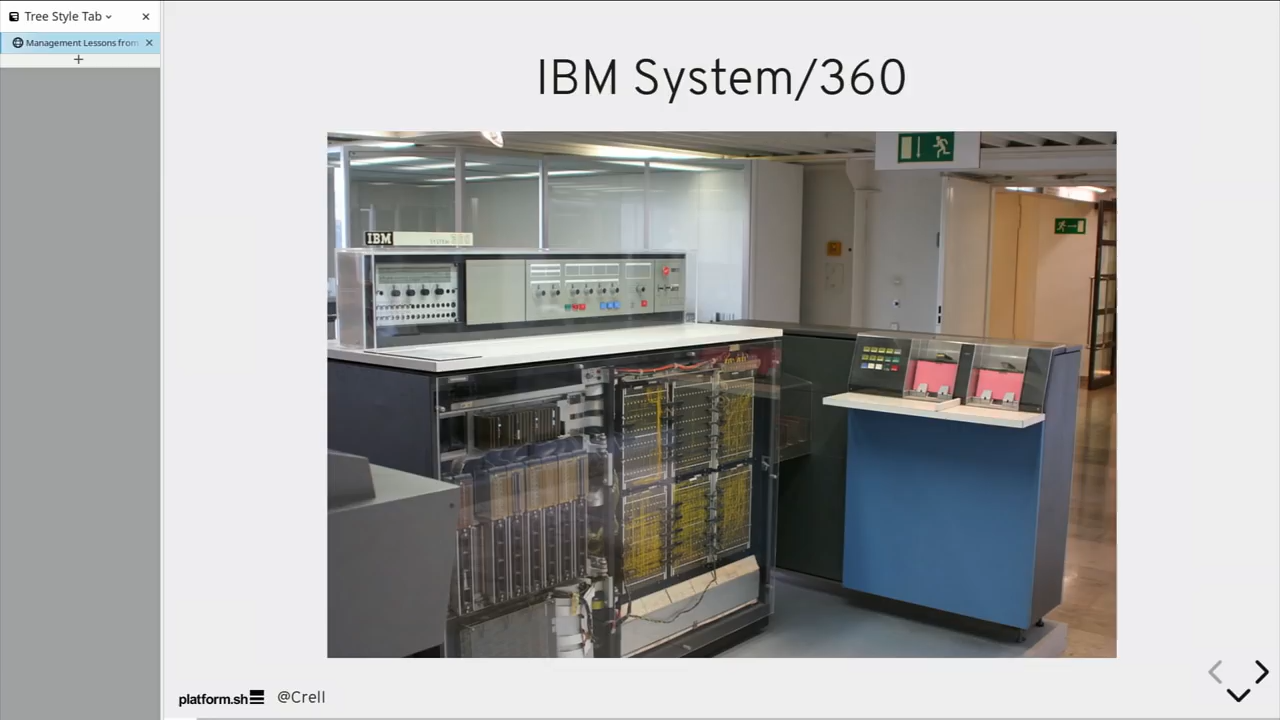 Tree Style Tab
Management Lessons from
IBM System/360
IBM
platform.sh
@Crell